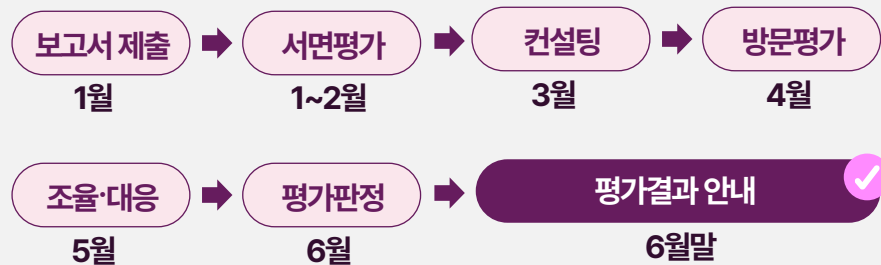 보고서 제출
서면평가
컨설팅
방문평가
1월
1~2월
3월
4월
조율·대응
평가판정
평가결과 안내
5월
6월
6월말